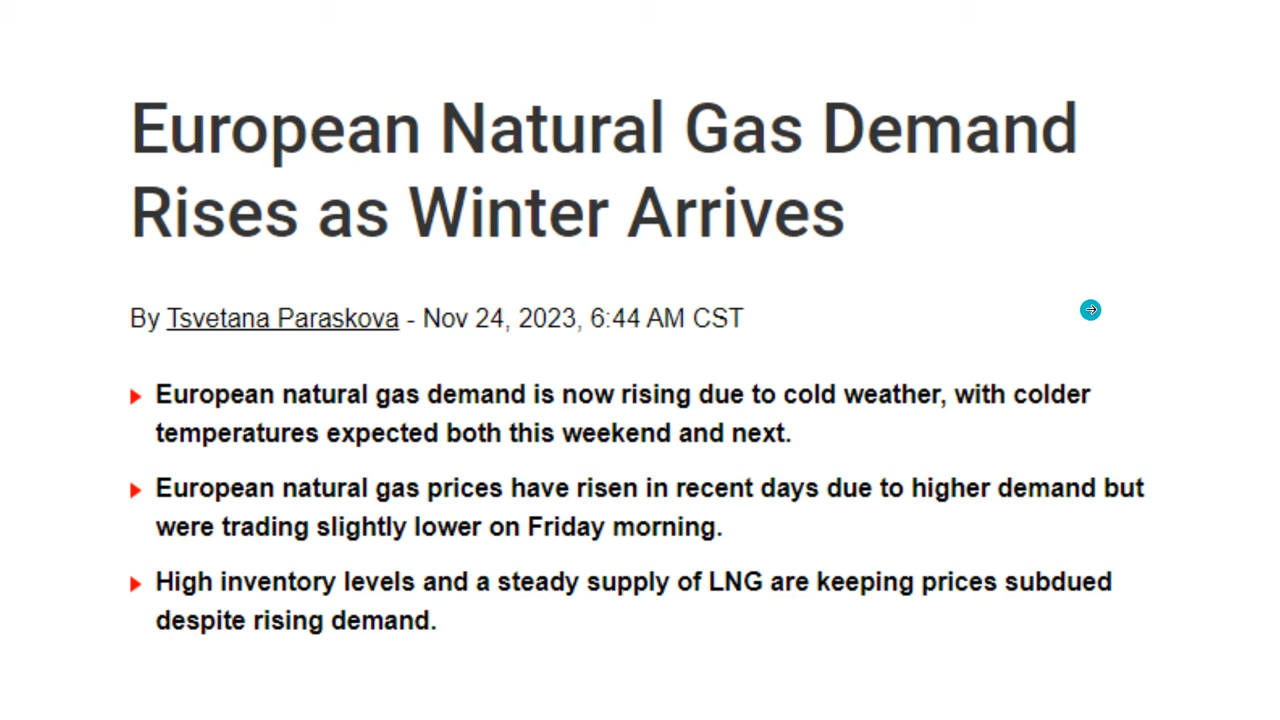 European Natural Gas Demand
Rises as Winter Arrives
By Tsvetana Paraskova - Nov 24, 2023, 6:44 AM CST
European natural gas demand is now rising due to cold weather, with colder
temperatures expected both this weekend and next.
European natural gas prices have risen in recent days due to higher demand but
were trading slightly lower on Friday morning.
High inventory levels and a steady supply of LNG are keeping prices subdued
despite rising demand.